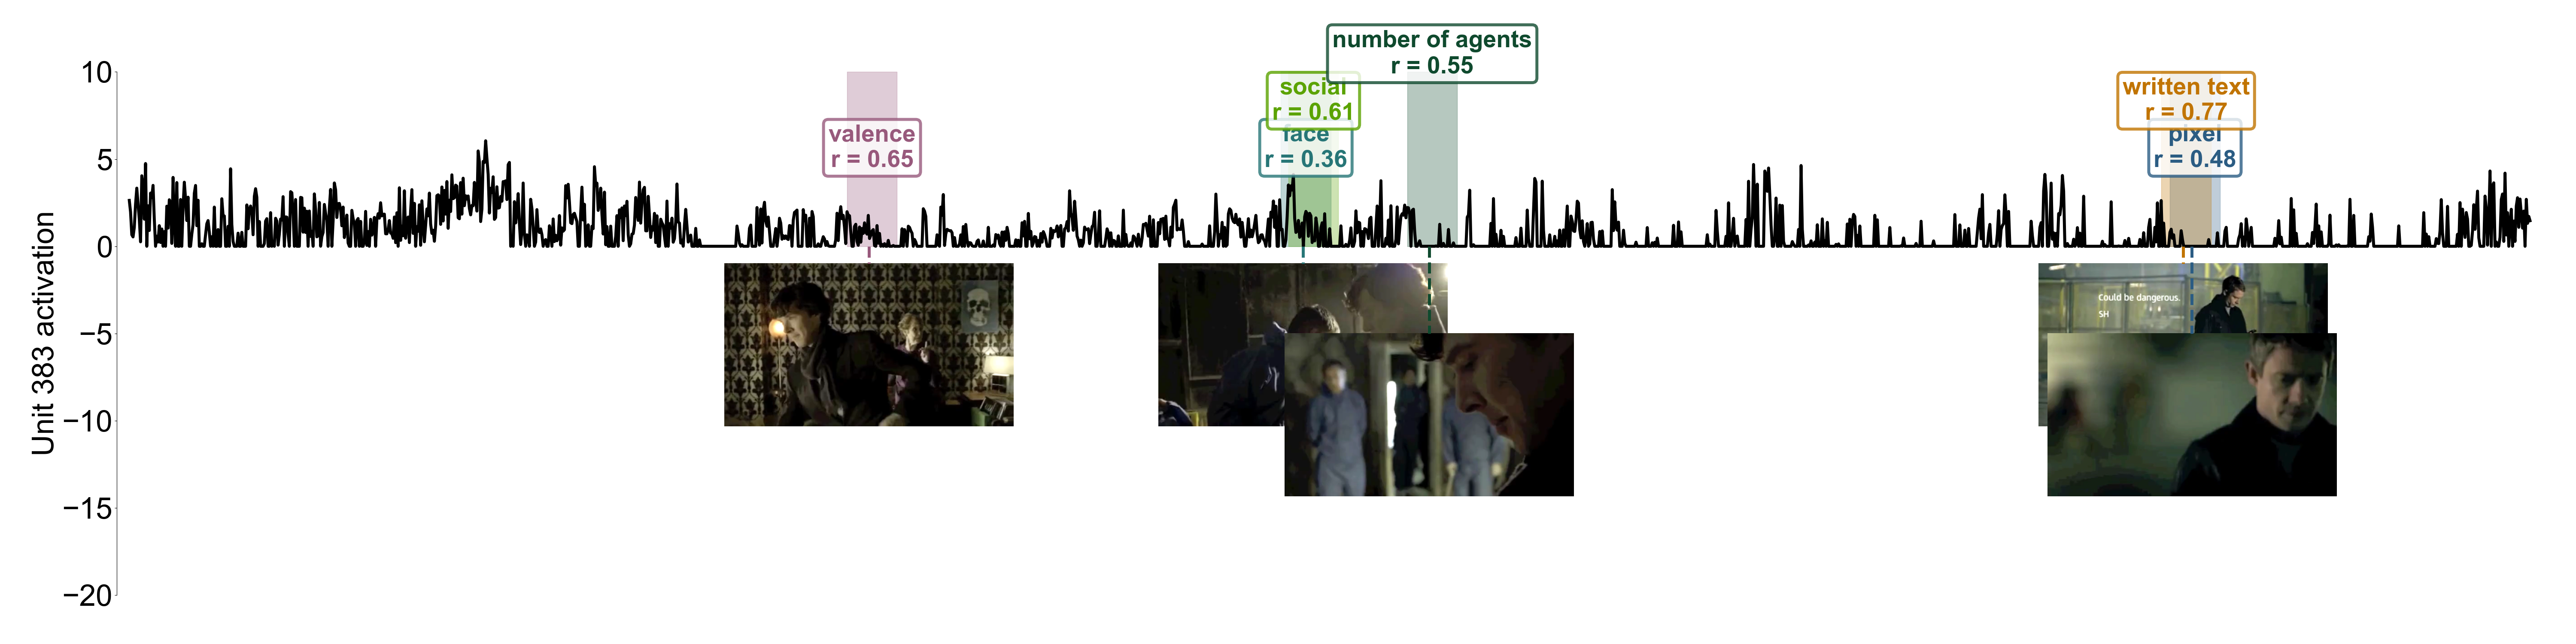 number of agents
r = 0.55
social
r = 0.61
written text
r = 0.77
valence
r = 0.65
face
r = 0.36
pixel
r = 0.48
Unit 383 activation
10
5
0
−5
−10
−15
−20
Could be dangerous.
SH